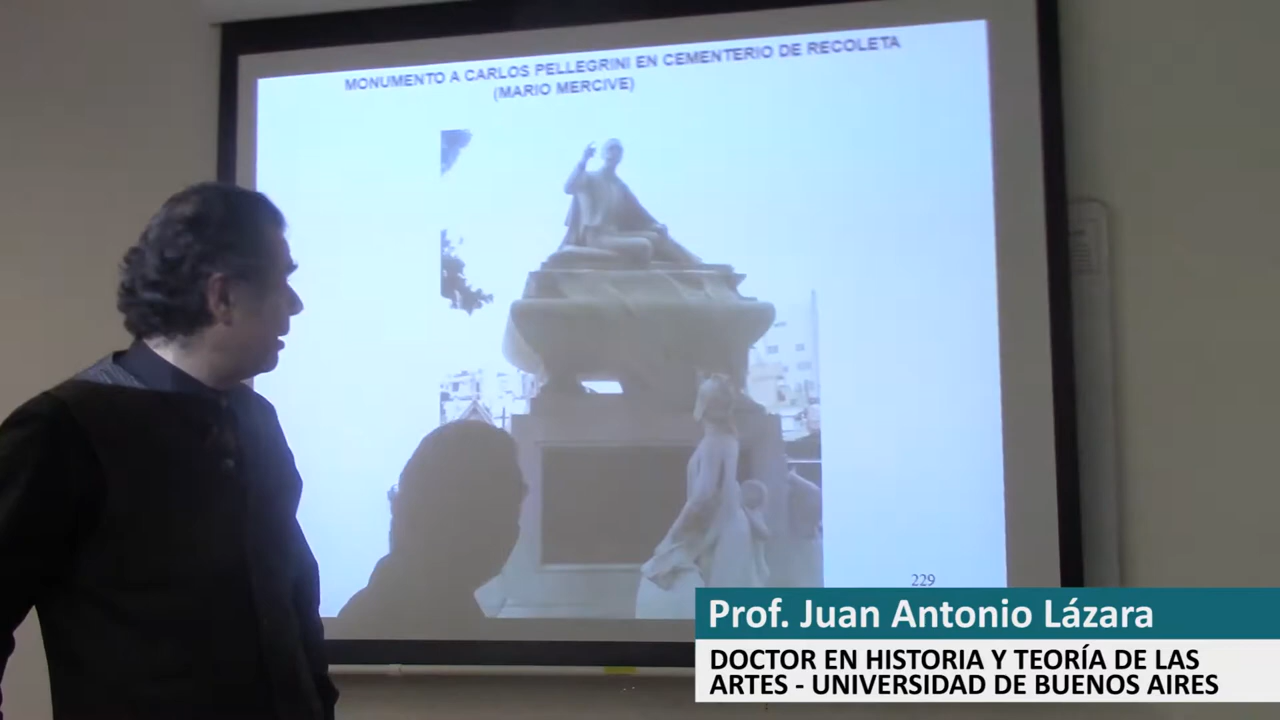 MONUMENTO A CARLOS PELLEGRINI EN CEMENTERIO DE RECOLETA
(MARIO MERCIVE)
229
Prof. Juan Antonio Lázara
DOCTOR EN HISTORIA Y TEORÍA DE LAS
ARTES - UNIVERSIDAD DE BUENOS AIRES